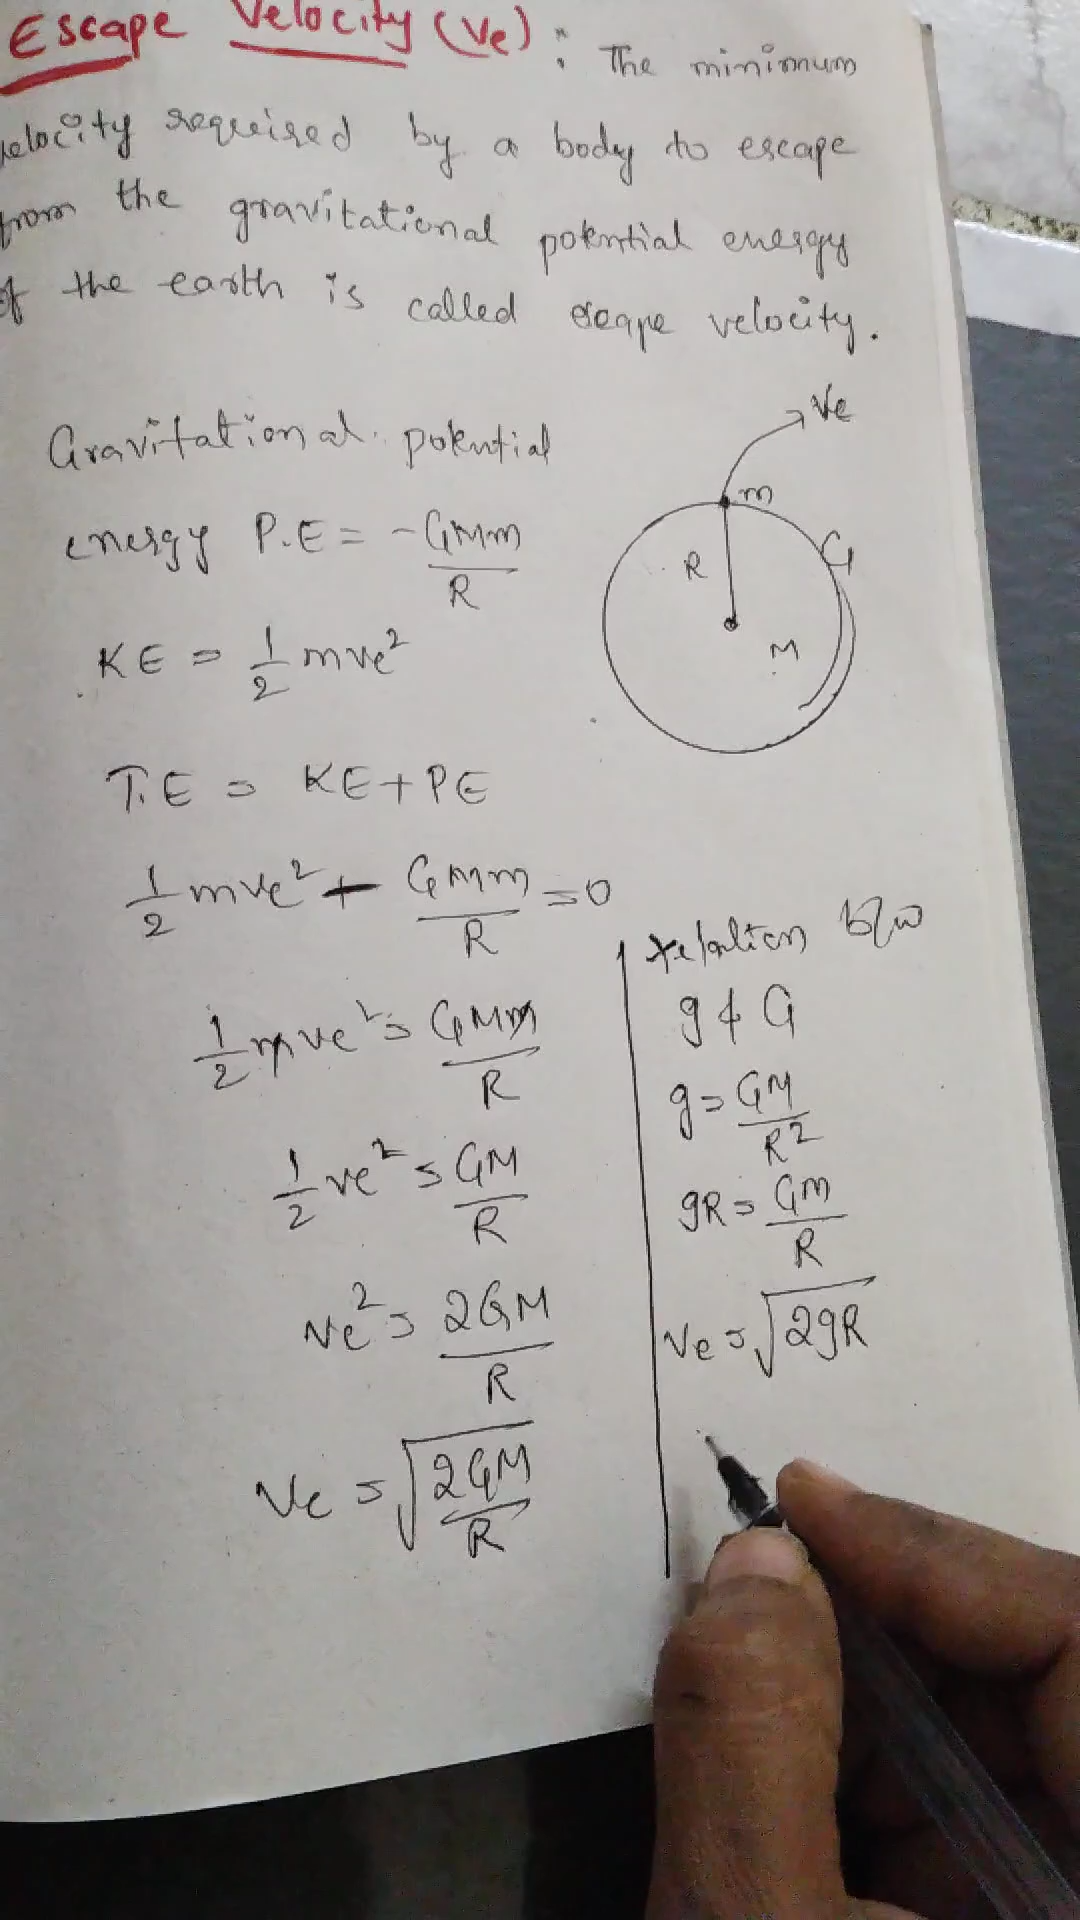 Escape Velocity (Ve) : The minimum
velocity required by a body to escape
from the gravitational potential energy
of the earth is called escape velocity.
Ve
m
R
G
M
Gravitational potential
energy P.E = -GMm/R
KE = 1/2 mve²
T.E = KE + PE
1/2 mve² - GMm/R = 0
1/2 mve² = GMm/R
1/2 ve² = GM/R
ve² = 2GM/R
Ve = √(2GM/R)
relation b/w
g & G
g = GM/R²
gR = GM/R
Ve = √2gR